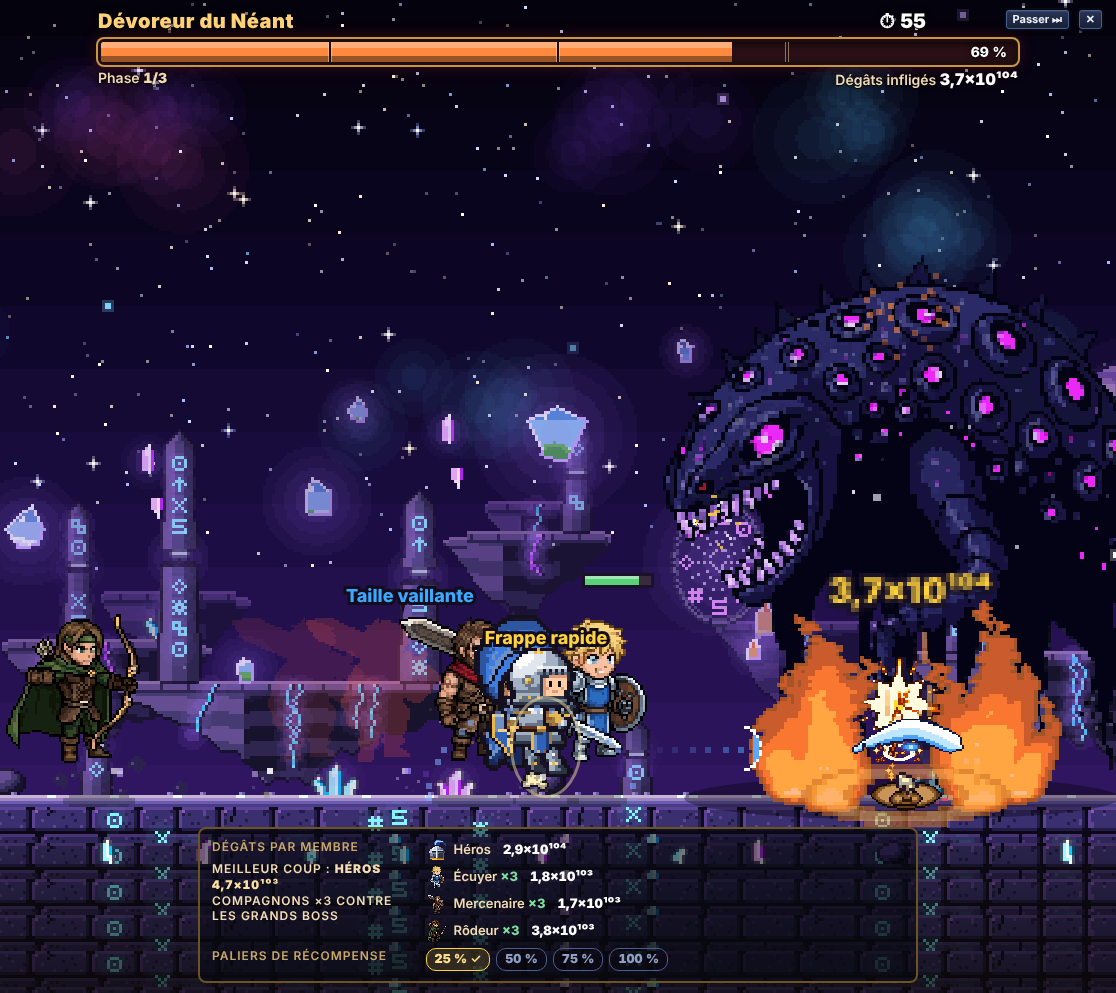 Dévoreur du Néant
55
Passer
69 %
Phase 1/3
Dégâts infligés 3,7×10¹⁰⁴
3,7×10¹⁰⁴
Taille vaillante
Frappe rapide
DÉGÂTS PAR MEMBRE
MEILLEUR COUP : HÉROS
4,7×10¹⁰³
COMPAGNONS ×3 CONTRE
LES GRANDS BOSS
Héros 2,9×10¹⁰⁴
Écuyer ×3 1,8×10¹⁰³
Mercenaire ×3 1,7×10¹⁰³
Rôdeur ×3 3,8×10¹⁰³
PALIERS DE RÉCOMPENSE
25 % ✓ 50 % 75 % 100 %